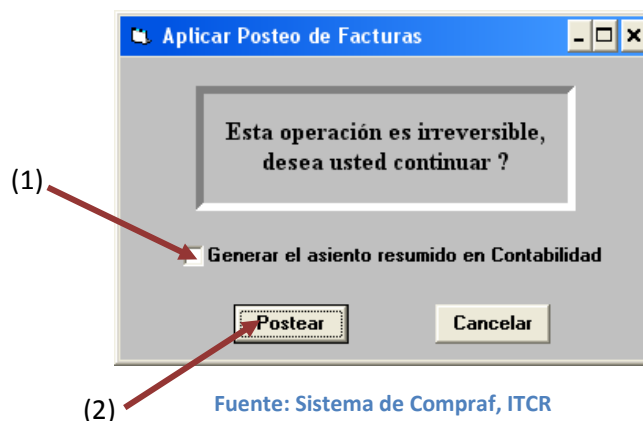 Aplicar Posteo de Facturas
Esta operación es irreversible,
desea usted continuar ?
(1)
Generar el asiento resumido en Contabilidad
Postear
Cancelar
(2)
Fuente: Sistema de Compraf, ITCR